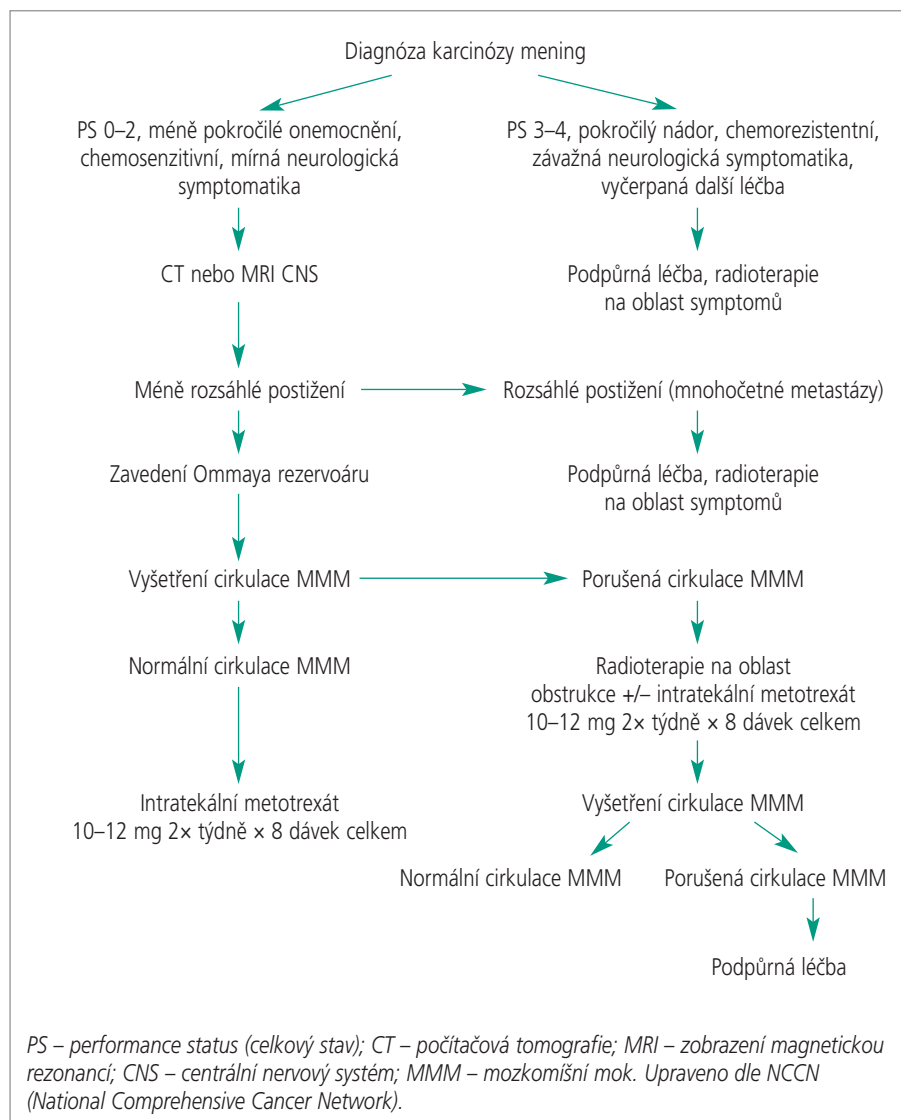 Diagnóza karcinózy mening
PS 0–2, méně pokročilé onemocnění,
chemosenzitivní, mírná neurologická
symptomatika
PS 3–4, pokročilý nádor, chemorezistentní,
závažná neurologická symptomatika,
vyčerpaná další léčba
CT nebo MRI CNS
Podpůrná léčba, radioterapie
na oblast symptomů
Méně rozsáhlé postižení
Rozsáhlé postižení (mnohočetné metastázy)
Zavedení Ommaya rezervoáru
Podpůrná léčba, radioterapie
na oblast symptomů
Vyšetření cirkulace MMM
Porušená cirkulace MMM
Normální cirkulace MMM
Radioterapie na oblast
obstrukce +/– intratekální metotrexát
10–12 mg 2× týdně × 8 dávek celkem
Intratekální metotrexát
10–12 mg 2× týdně × 8 dávek celkem
Vyšetření cirkulace MMM
Normální cirkulace MMM
Porušená cirkulace MMM
Podpůrná léčba
PS – performance status (celkový stav); CT – počítačová tomografie; MRI – zobrazení magnetickou
rezonancí; CNS – centrální nervový systém; MMM – mozkomíšní mok. Upraveno dle NCCN
(National Comprehensive Cancer Network).